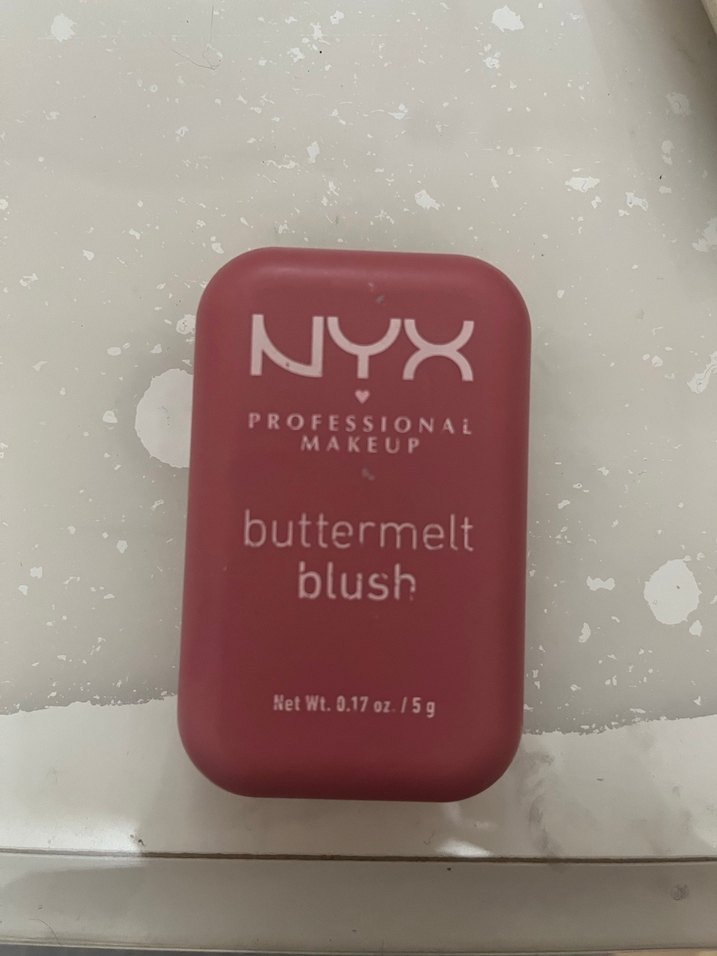 NYX
PROFESSIONAL
MAKEUP
buttermelt
blush
Net Wt. 0.17 oz. / 5 g